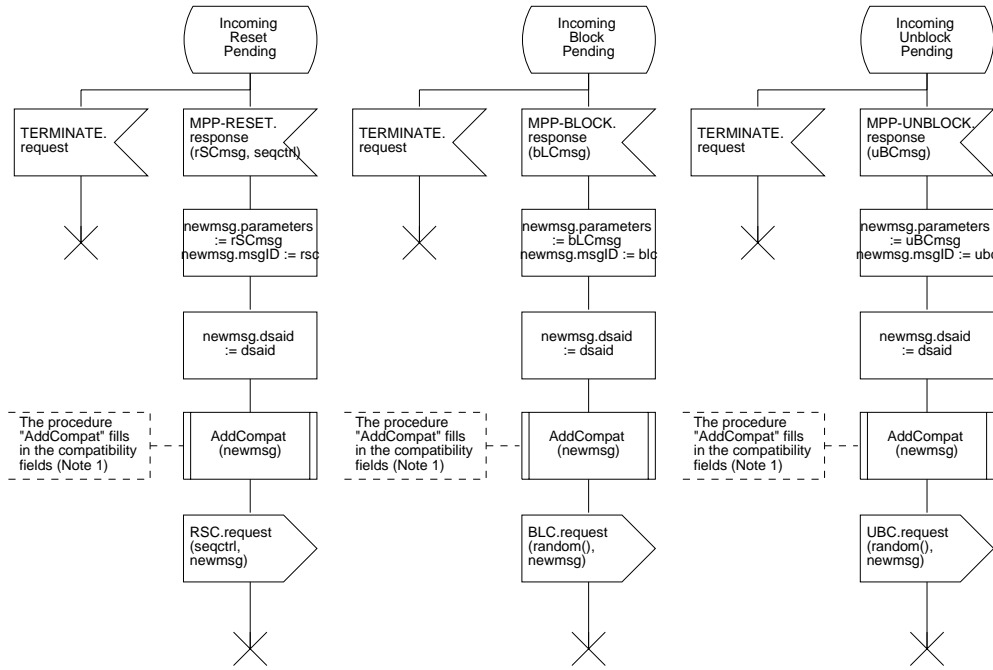 Incoming
Reset
Pending
TERMINATE.
request
MPP-RESET.
response
(rSCmsg, seqctrl)
newmsg.parameters
:= rSCmsg
newmsg.msgID := rsc
newmsg.dsaid
:= dsaid
The procedure
"AddCompat" fills
in the compatibility
fields (Note 1)
AddCompat
(newmsg)
RSC.request
(seqctrl,
newmsg)
Incoming
Block
Pending
TERMINATE.
request
MPP-BLOCK.
response
(bLCmsg)
newmsg.parameters
:= bLCmsg
newmsg.msgID := blc
newmsg.dsaid
:= dsaid
The procedure
"AddCompat" fills
in the compatibility
fields (Note 1)
AddCompat
(newmsg)
BLC.request
(random(),
newmsg)
Incoming
Unblock
Pending
TERMINATE.
request
MPP-UNBLOCK.
response
(uBCmsg)
newmsg.parameters
:= uBCmsg
newmsg.msgID := ubc
newmsg.dsaid
:= dsaid
The procedure
"AddCompat" fills
in the compatibility
fields (Note 1)
AddCompat
(newmsg)
UBC.request
(random(),
newmsg)